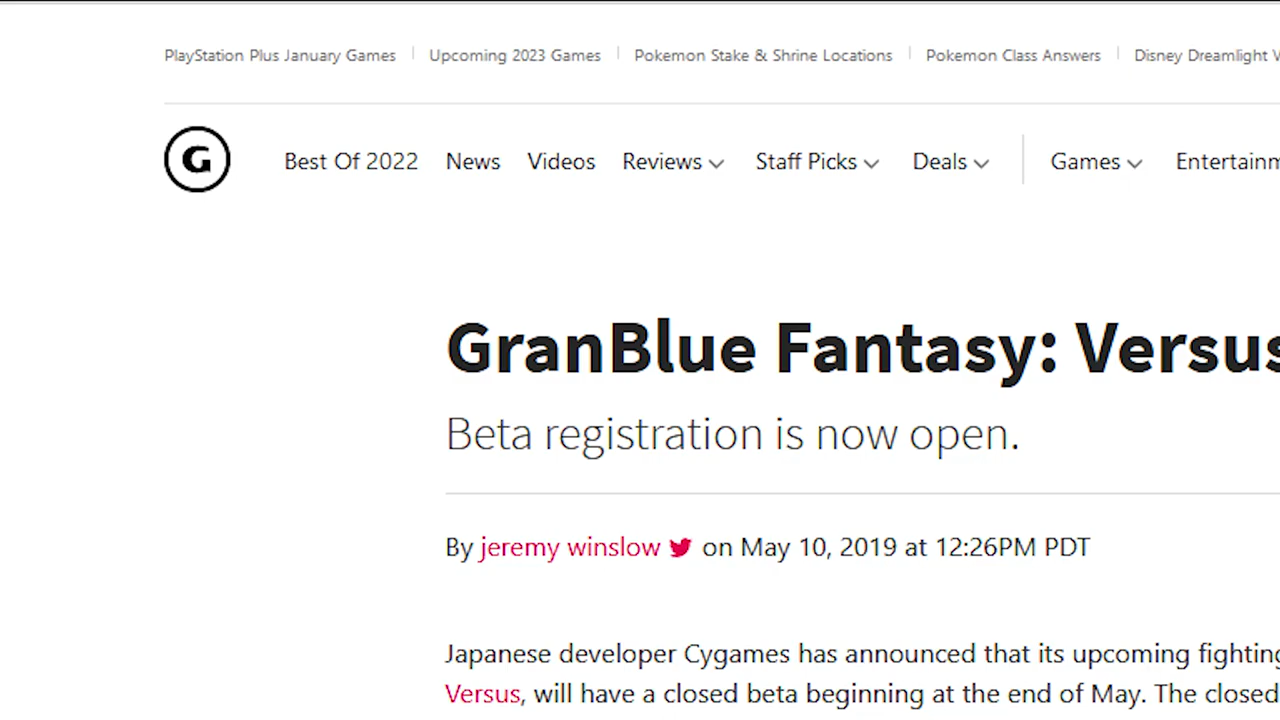 PlayStation Plus January Games | Upcoming 2023 Games | Pokemon Stake & Shrine Locations | Pokemon Class Answers | Disney Dreamlight
G Best Of 2022 News Videos Reviews Staff Picks Deals Games Entertainm
GranBlue Fantasy: Versus
Beta registration is now open.
By jeremy winslow on May 10, 2019 at 12:26PM PDT
Japanese developer Cygames has announced that its upcoming fighting
Versus, will have a closed beta beginning at the end of May. The closed